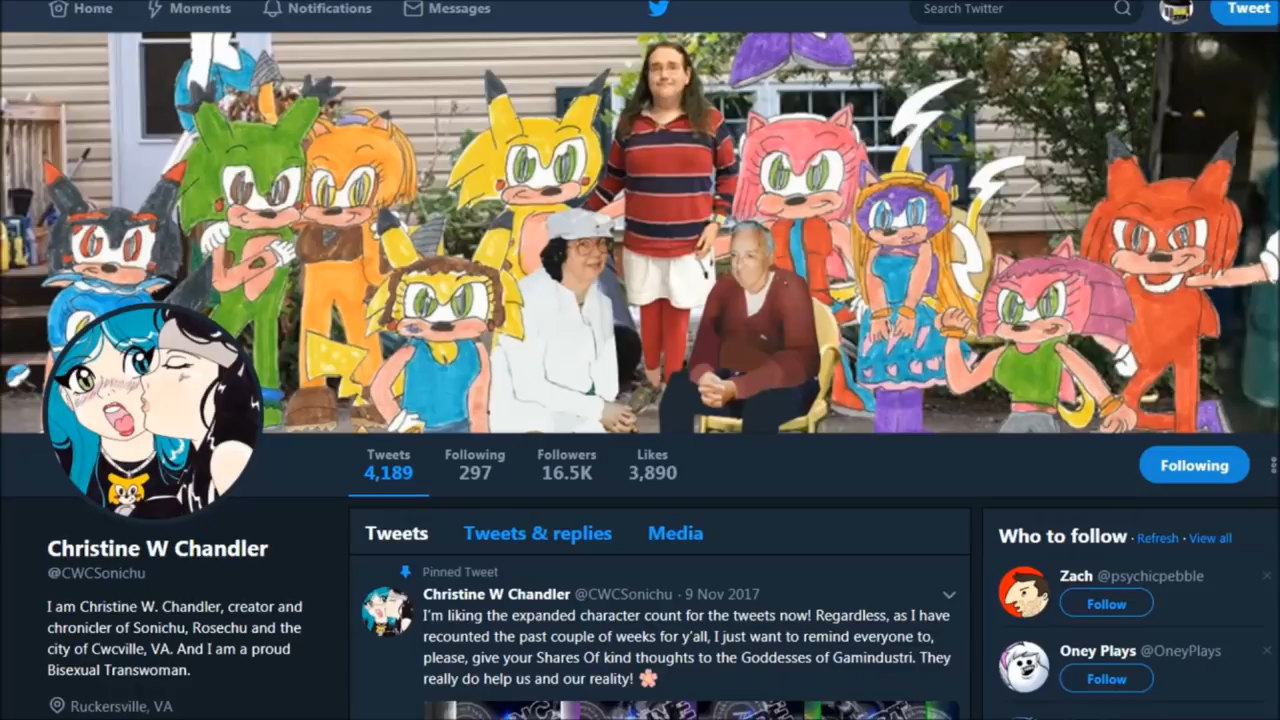 Home Moments Notifications Messages Search Twitter Tweet
Tweets Following Followers Likes
4,189 297 16.5K 3,890
Following
Christine W Chandler
@CWCSonichu
I am Christine W. Chandler, creator and
chronicler of Sonichu, Rosechu and the
city of Cwcville, VA. And I am a proud
Bisexual Transwoman.
Ruckersville, VA
Tweets Tweets & replies Media
Pinned Tweet
Christine W Chandler @CWCSonichu · 9 Nov 2017
I'm liking the expanded character count for the tweets now! Regardless, as I have
recounted the past couple of weeks for y'all, I just want to remind everyone to,
please, give your Shares Of kind thoughts to the Goddesses of Gamindustri. They
really do help us and our reality! 🌸
Who to follow · Refresh · View all
Zach @psychicpebble
Follow
Oney Plays @OneyPlays
Follow